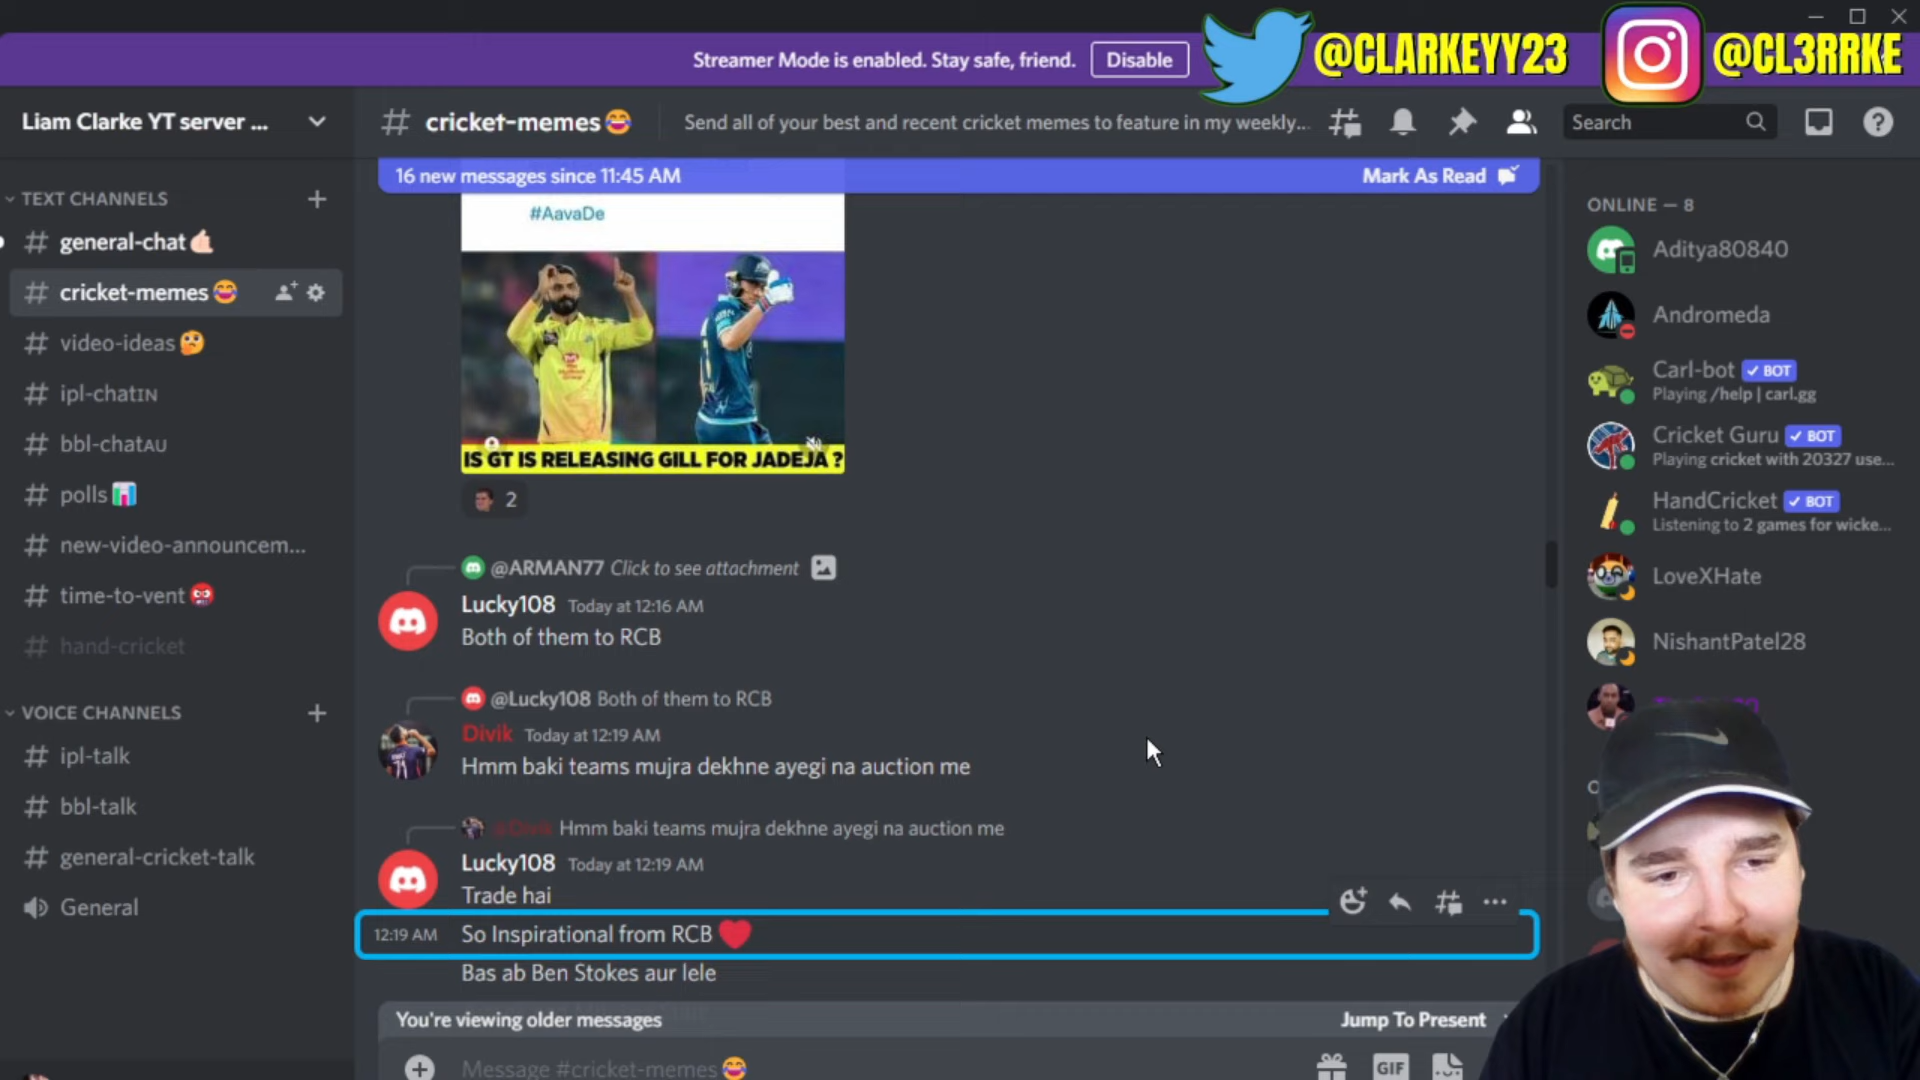 Streamer Mode is enabled. Stay safe, friend.
Disable
@CLARKEYY23
@CL3RRKE
Liam Clarke YT server ...
# cricket-memes😂
Send all of your best and recent cricket memes to feature in my weekly...
Search
TEXT CHANNELS
# general-chat🤙🏻
# cricket-memes😂
# video-ideas🤔
# ipl-chatIN
# bbl-chatAU
# polls📊
# new-video-announcem...
# time-to-vent🤬
# hand-cricket
VOICE CHANNELS
# ipl-talk
# bbl-talk
# general-cricket-talk
General
16 new messages since 11:45 AM
Mark As Read
#AavaDe
IS GT IS RELEASING GILL FOR JADEJA ?
2
@ARMAN77 Click to see attachment
Lucky108 Today at 12:16 AM
Both of them to RCB
@Lucky108 Both of them to RCB
Divik Today at 12:19 AM
Hmm baki teams mujra dekhne ayegi na auction me
@Divik Hmm baki teams mujra dekhne ayegi na auction me
Lucky108 Today at 12:19 AM
Trade hai
12:19 AM So Inspirational from RCB ❤️
Bas ab Ben Stokes aur lele
You're viewing older messages
Jump To Present
Message #cricket-memes😂
GIF
ONLINE — 8
Aditya80840
Andromeda
Carl-bot ✓ BOT
Playing /help | carl.gg
Cricket Guru ✓ BOT
Playing cricket with 20327 use...
HandCricket ✓ BOT
Listening to 2 games for wicke...
LoveXHate
NishantPatel28